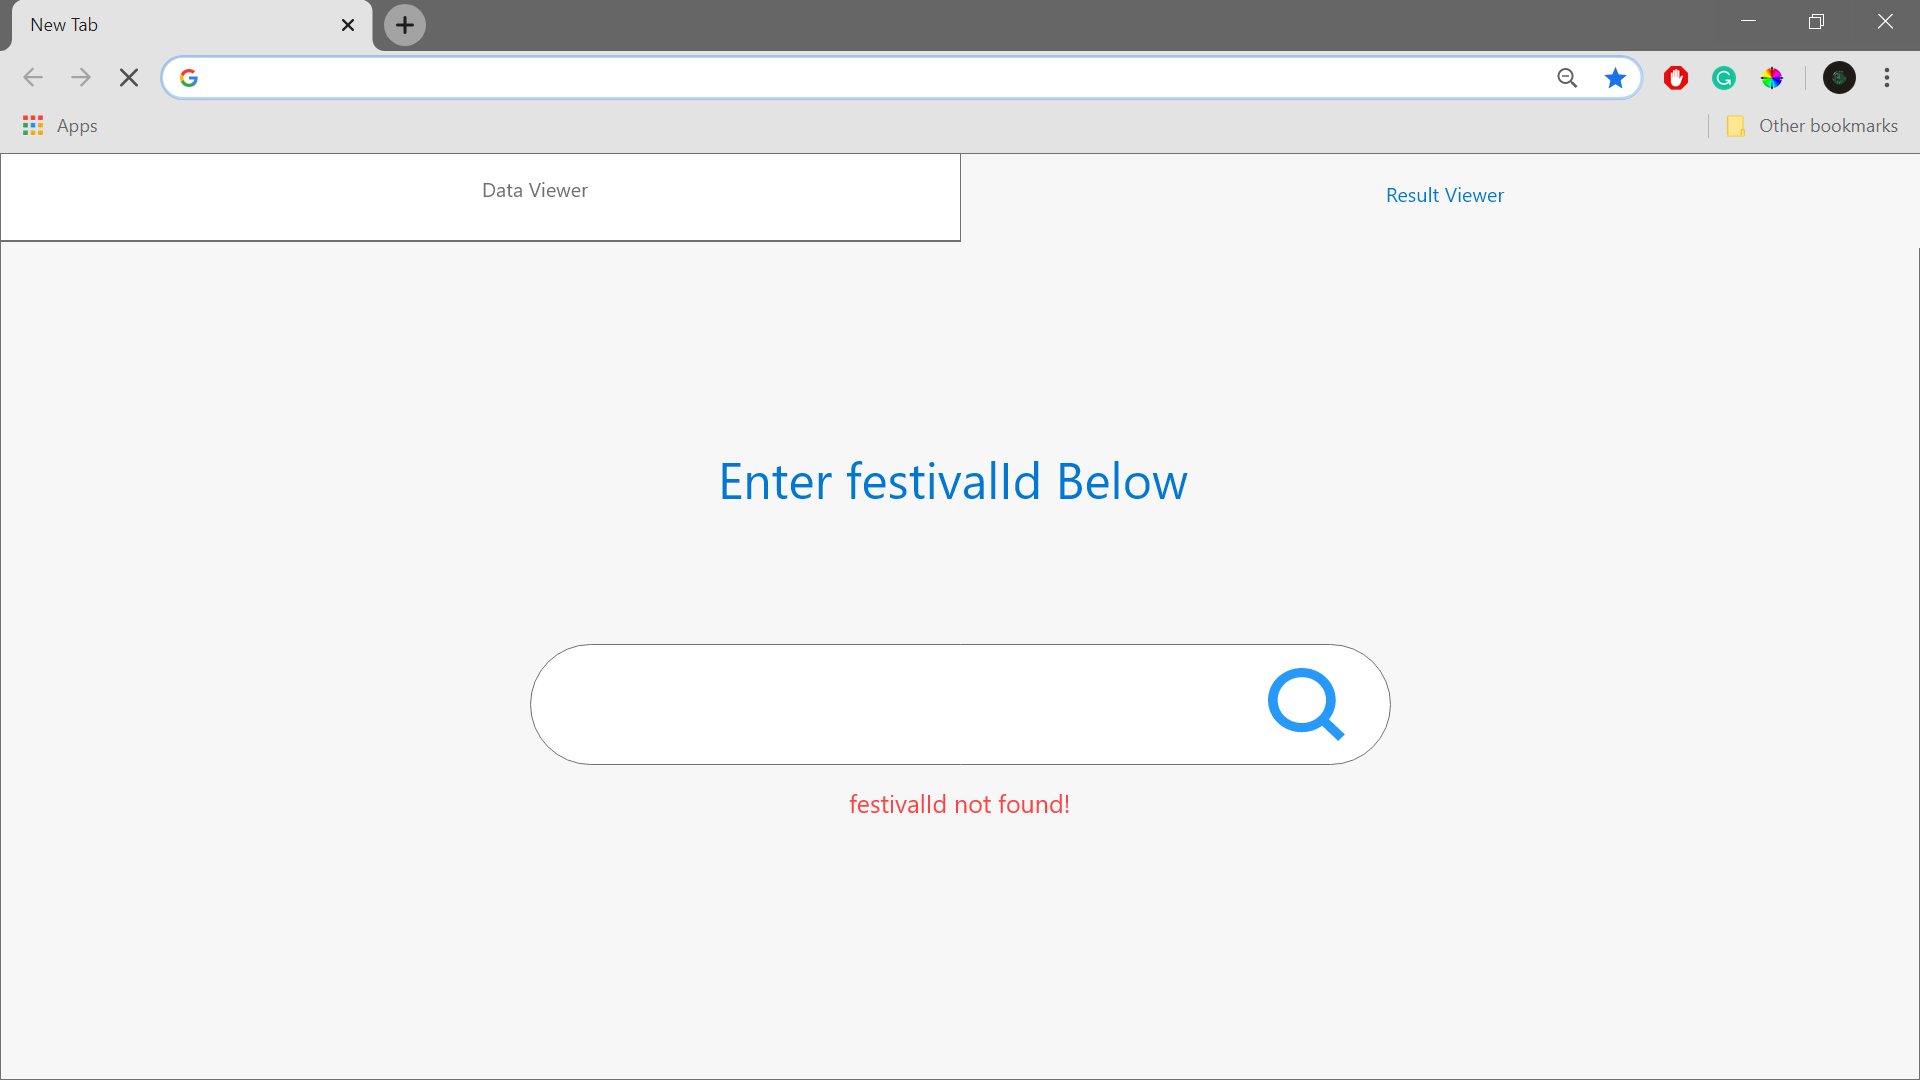 New Tab
Apps
Other bookmarks
Data Viewer
Result Viewer
Enter festivalId Below
festivalId not found!